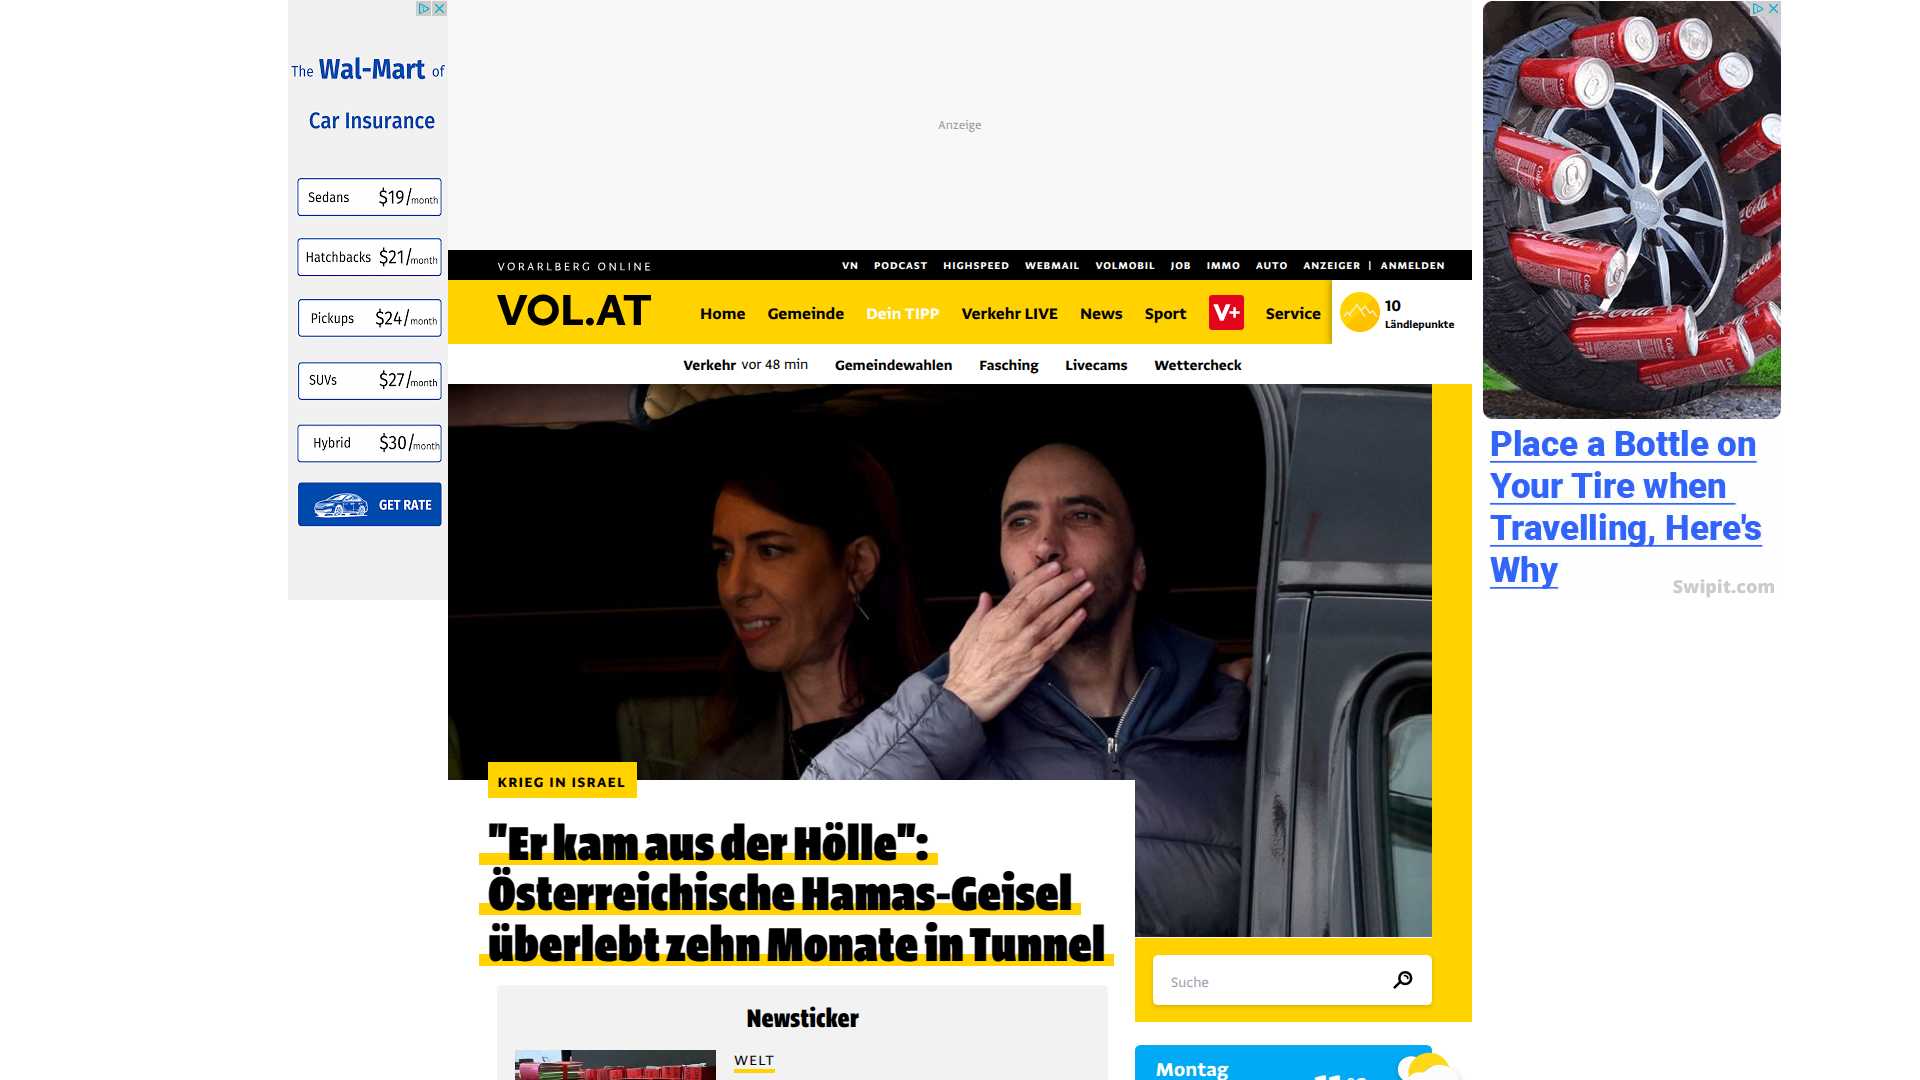 The Wal-Mart of
Car Insurance
Sedans $19/month
Hatchbacks $21/month
Pickups $24/month
SUVs $27/month
Hybrid $30/month
GET RATE
Anzeige
VORARLBERG ONLINE
VN PODCAST HIGHSPEED WEBMAIL VOLMOBIL JOB IMMO AUTO ANZEIGER | ANMELDEN
VOL.AT
Home Gemeinde Dein TIPP Verkehr LIVE News Sport V+ Service
10
Ländlepunkte
Verkehr vor 48 min Gemeindewahlen Fasching Livecams Wettercheck
KRIEG IN ISRAEL
"Er kam aus der Hölle":
Österreichische Hamas-Geisel
überlebt zehn Monate in Tunnel
Newsticker
WELT
Suche
Montag
Place a Bottle on
Your Tire when
Travelling, Here's
Why
Swipit.com